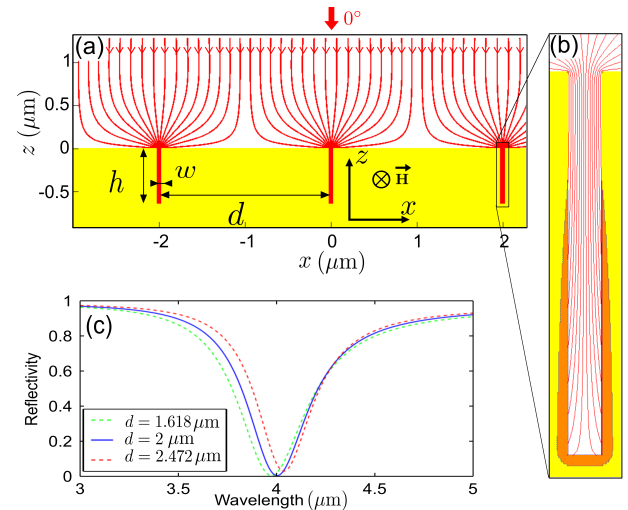 0°
(a)
(b)
1
0.5
0
-0.5
z (μm)
h
w
d
z
H
x
-2
-1
0
1
2
x (μm)
(c)
1
0.8
0.6
0.4
0.2
0
Reflectivity
d = 1.618 μm
d = 2 μm
d = 2.472 μm
3
3.5
4
4.5
5
Wavelength (μm)